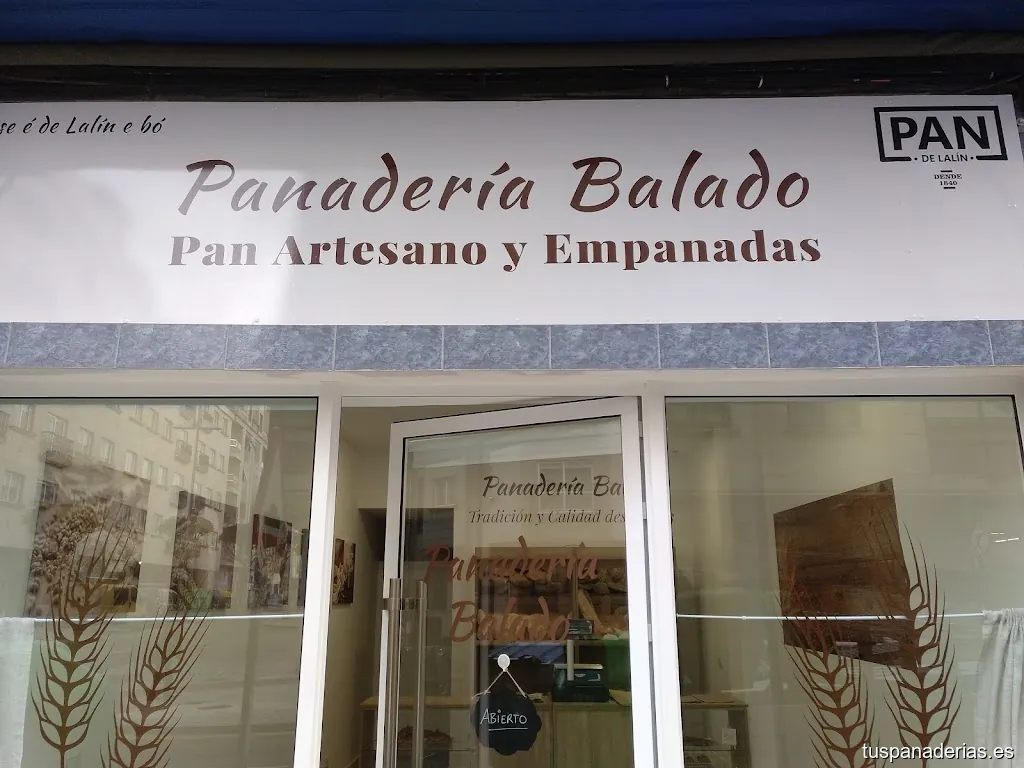 se é de Lalín e bó
PAN
DE LALÍN
DESDE
1840
Panadería Balado
Pan Artesano y Empanadas
Panadería Ba
Tradición y Calidad des
Panadería
Balado
ABIERTO
tuspanaderias.es